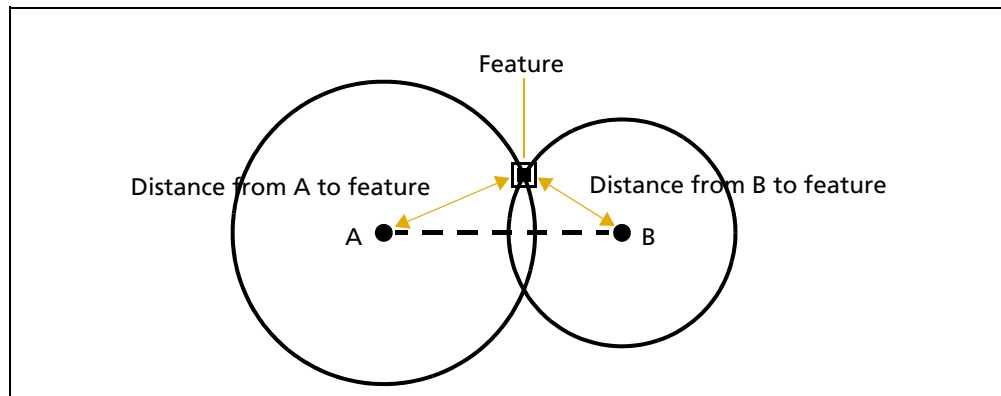 Feature
Distance from A to feature
Distance from B to feature
A
B